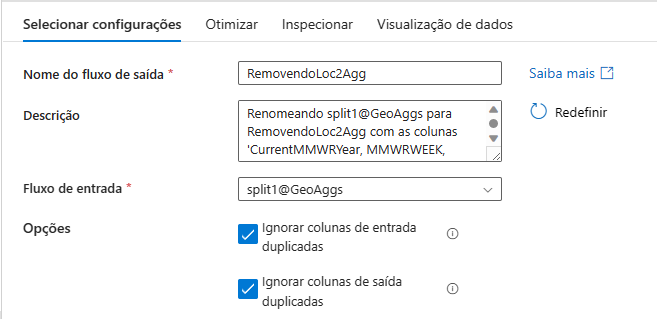 Selecionar configurações Otimizar Inspecionar Visualização de dados
Nome do fluxo de saída * RemovendoLoc2Agg Saiba mais
Descrição Renomeando split1@GeoAggs para Redefinir
RemovendoLoc2Agg com as colunas
'CurrentMMWRYear, MMWRWEEK,
Fluxo de entrada * split1@GeoAggs
Opções Ignorar colunas de entrada
duplicadas
Ignorar colunas de saída
duplicadas